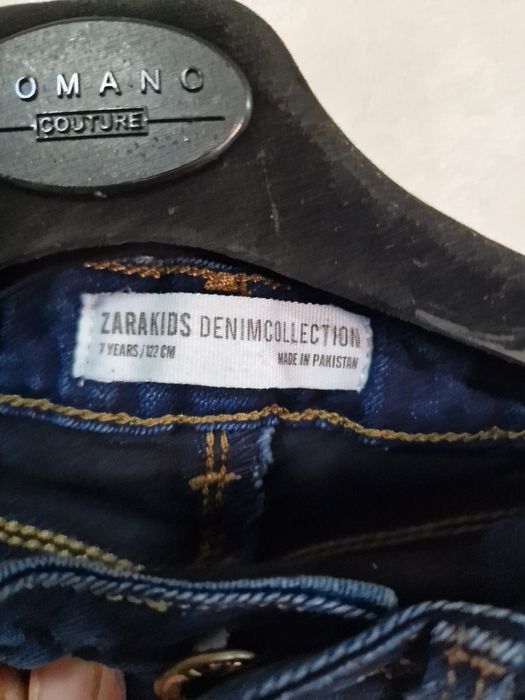 OMANO
COUTURE
ZARAKIDS DENIMCOLLECTION
7 YEARS / 122 CM MADE IN PAKISTAN